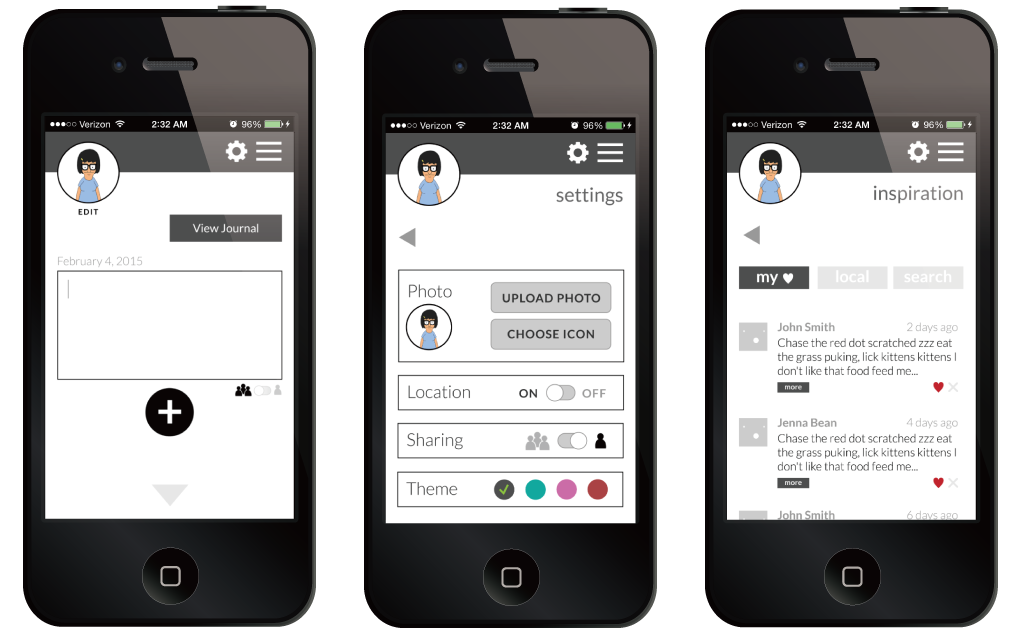 Verizon 2:32 AM 96%
EDIT
View Journal
February 4, 2015
Verizon 2:32 AM 96%
settings
Photo
UPLOAD PHOTO
CHOOSE ICON
Location ON OFF
Sharing
Theme
Verizon 2:32 AM 96%
inspiration
my local search
John Smith 2 days ago
Chase the red dot scratched zzz eat
the grass puking, lick kittens kittens I
don't like that food feed me...
more
Jenna Bean 4 days ago
Chase the red dot scratched zzz eat
the grass puking, lick kittens kittens I
don't like that food feed me...
more
John Smith 6 days ago